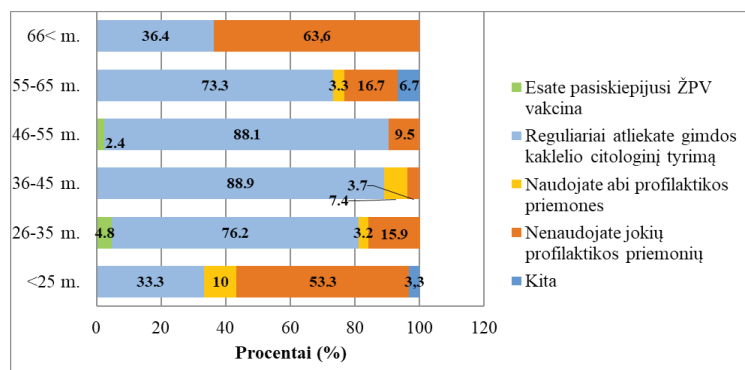 66< m.
36.4
63,6
55-65 m.
73.3
3.3
16.7
6.7
46-55 m.
2.4
88.1
9.5
36-45 m.
88.9
3.7
7.4
26-35 m.
4.8
76.2
3.2
15.9
<25 m.
33.3
10
53.3
3,3
0
20
40
60
80
100
120
Procentai (%)
Esate pasiskiepijusi ŽPV
vakcina
Reguliariai atliekate gimdos
kaklelio citologinį tyrimą
Naudojate abi profilaktikos
priemones
Nenaudojate jokių
profilaktikos priemonių
Kita